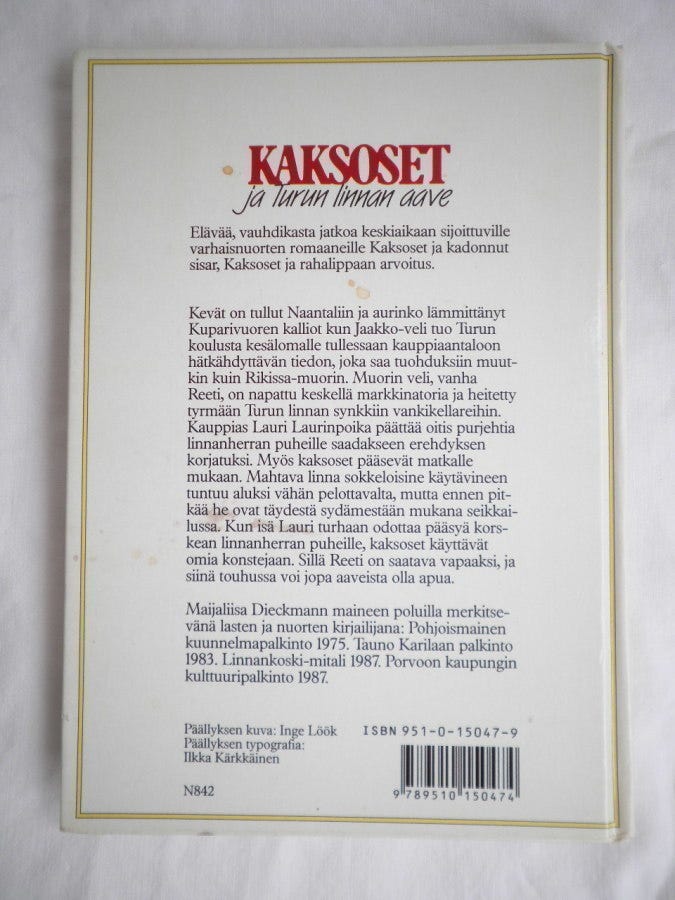 KAKSOSET
ja Turun linnan aave
Elävää, vauhdikasta jatkoa keskiaikaan sijoittuville
varhaisnuorten romaaneille Kaksoset ja kadonnut
sisar, Kaksoset ja rahalippaan arvoitus.
Kevät on tullut Naantaliin ja aurinko lämmittänyt
Kuparivuoren kalliot kun Jaakko-veli tuo Turun
koulusta kesälomalle tullessaan kauppiaantaloon
hätkähdyttävän tiedon, joka saa tuohduksiin muut-
kin kuin Rikissa-muorin. Muorin veli, vanha
Reeti, on napattu keskellä markkinatoria ja heitetty
tyrmään Turun linnan synkkiin vankikellareihin.
Kauppias Lauri Laurinpoika päättää oitis purjehtia
linnanherran puheille saadakseen erehdyksen
korjatuksi. Myös kaksoset pääsevät matkalle
mukaan. Mahtava linna sokkeloisine käytävineen
tuntuu aluksi vähän pelottavalta, mutta ennen pit-
kää he ovat täydestä sydämestään mukana seikkai-
lussa. Kun isä Lauri turhaan odottaa pääsyä kors-
kean linnanherran puheille, kaksoset käyttävät
omia konstejaan. Sillä Reeti on saatava vapaaksi, ja
siinä touhussa voi jopa aaveista olla apua.
Maijaliisa Dieckmann maineen poluilla merkitse-
vänä lasten ja nuorten kirjailijana: Pohjoismainen
kuunnelmapalkinto 1975. Tauno Karilaan palkinto
1983. Linnankoski-mitali 1987. Porvoon kaupungin
kulttuuripalkinto 1987.
Päällyksen kuva: Inge Löök
Päällyksen typografia:
Ilkka Kärkkäinen
N842
ISBN 951-0-15047-9
9 789510 150474